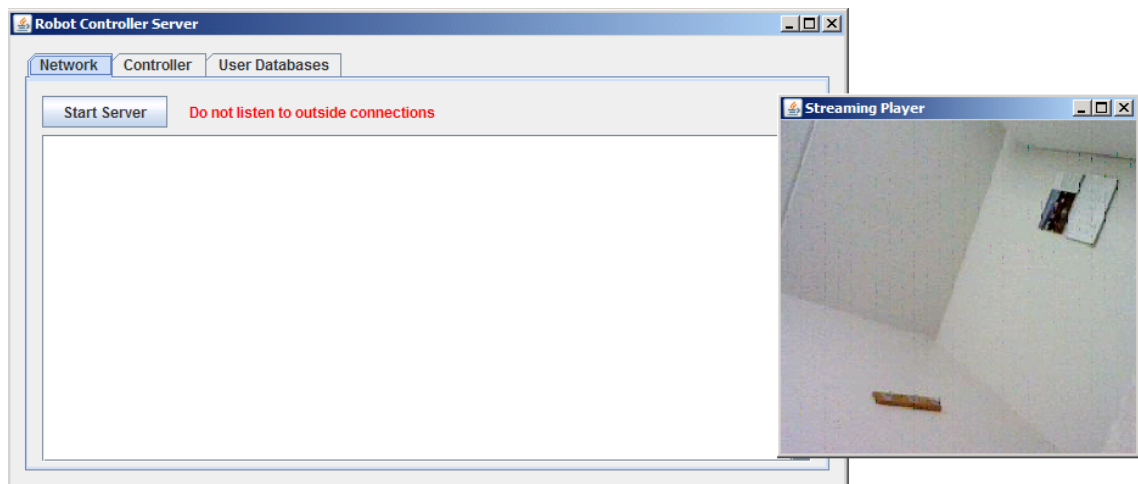 Robot Controller Server
Network Controller User Databases
Start Server Do not listen to outside connections
Streaming Player